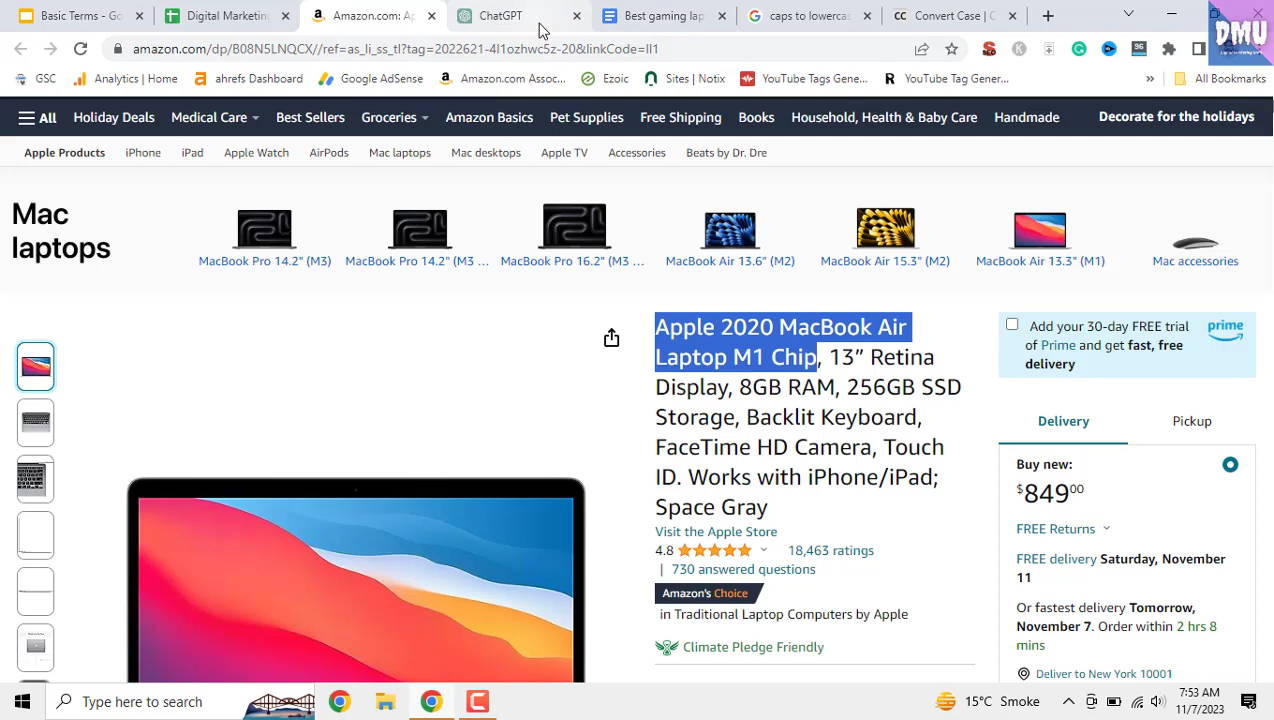 Basic Terms - Go
Digital Marketing
Amazon.com: Ap
ChatGPT
Best gaming lap
caps to lowercas
Convert Case | C
DMU
amazon.com/dp/B08N5LNQCX//ref=as_li_ss_tl?tag=2022621-4l1ozhwc5z-20&linkCode=ll1
96
GSC
Analytics | Home
ahrefs Dashboard
Google AdSense
Amazon.com Assoc...
Ezoic
Sites | Notix
YouTube Tags Gene...
YouTube Tag Gener...
»
All Bookmarks
All
Holiday Deals
Medical Care
Best Sellers
Groceries
Amazon Basics
Pet Supplies
Free Shipping
Books
Household, Health & Baby Care
Handmade
Decorate for the holidays
Apple Products
iPhone
iPad
Apple Watch
AirPods
Mac laptops
Mac desktops
Apple TV
Accessories
Beats by Dr. Dre
Mac
laptops
MacBook Pro 14.2" (M3)
MacBook Pro 14.2" (M3 ...
MacBook Pro 16.2" (M3 ...
MacBook Air 13.6" (M2)
MacBook Air 15.3" (M2)
MacBook Air 13.3" (M1)
Mac accessories
Apple 2020 MacBook Air
Laptop M1 Chip, 13” Retina
Display, 8GB RAM, 256GB SSD
Storage, Backlit Keyboard,
FaceTime HD Camera, Touch
ID. Works with iPhone/iPad;
Space Gray
Visit the Apple Store
4.8
18,463 ratings
| 730 answered questions
Amazon's Choice
in Traditional Laptop Computers by Apple
Climate Pledge Friendly
Add your 30-day FREE trial
of Prime and get fast, free
delivery
prime
Delivery
Pickup
Buy new:
$849 00
FREE Returns
FREE delivery Saturday, November
11
Or fastest delivery Tomorrow,
November 7. Order within 2 hrs 8
mins
Deliver to New York 10001
Type here to search
15°C Smoke
7:53 AM
11/7/2023